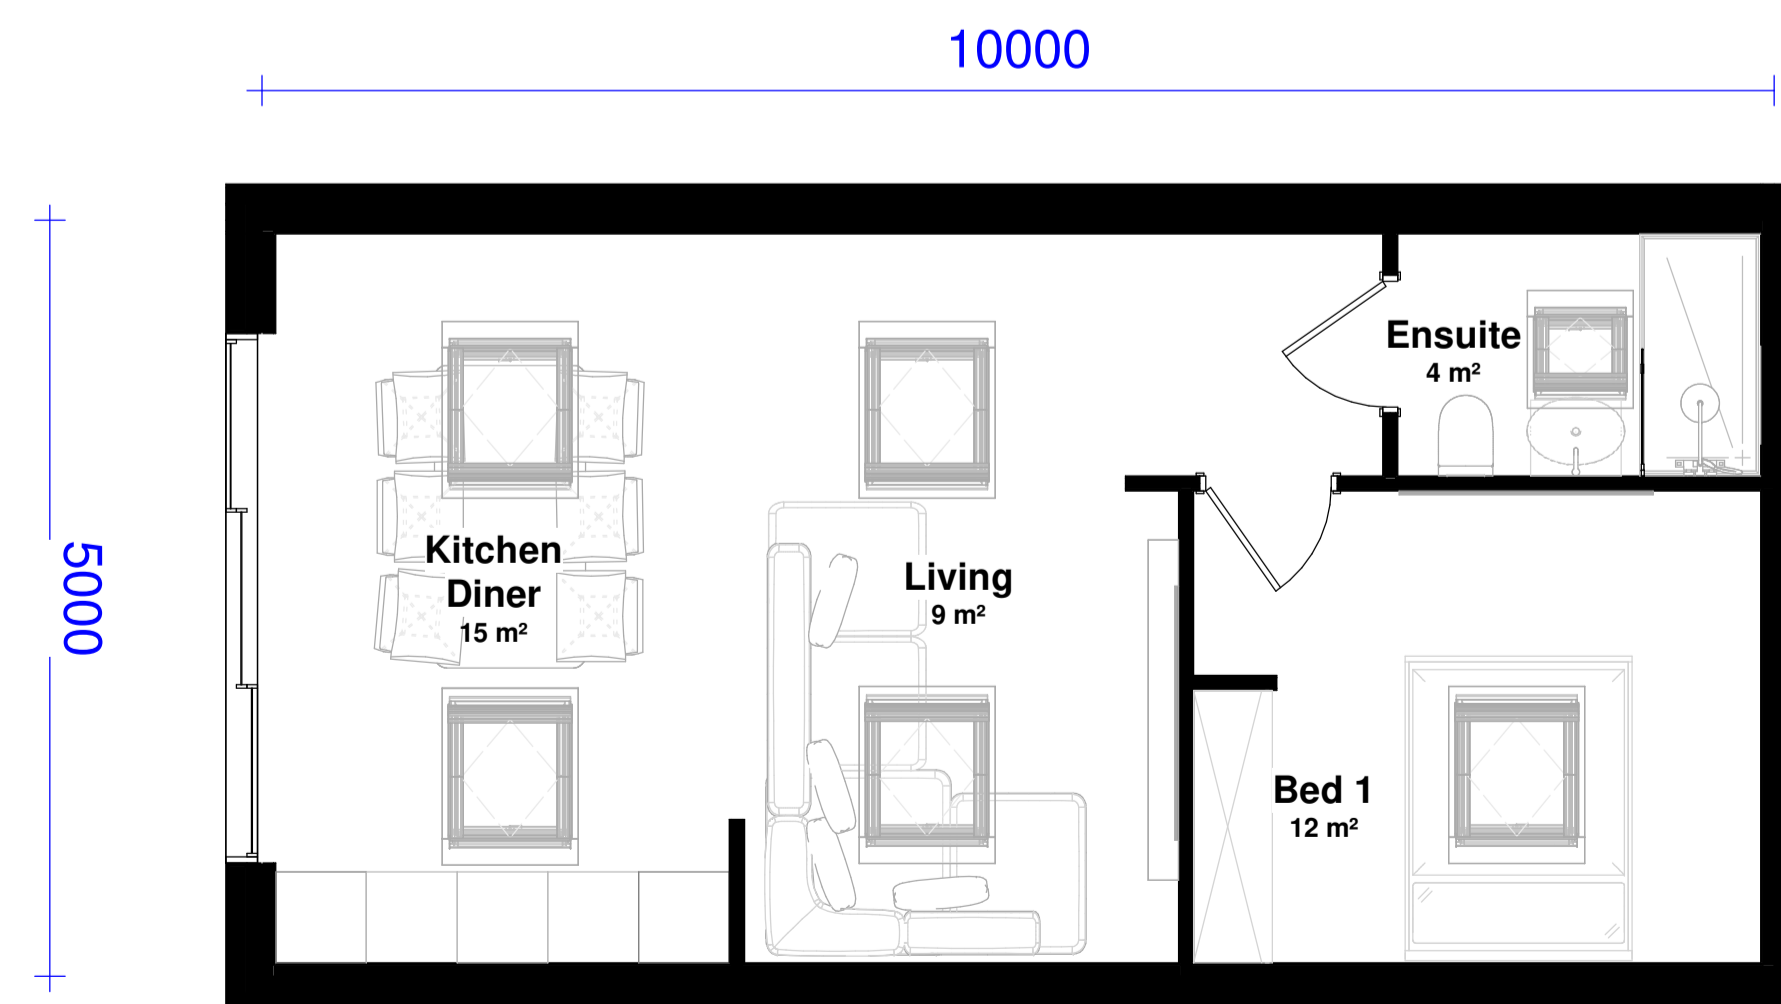 10000
5000
Kitchen
Diner
15 m²
Living
9 m²
Ensuite
4 m²
Bed 1
12 m²